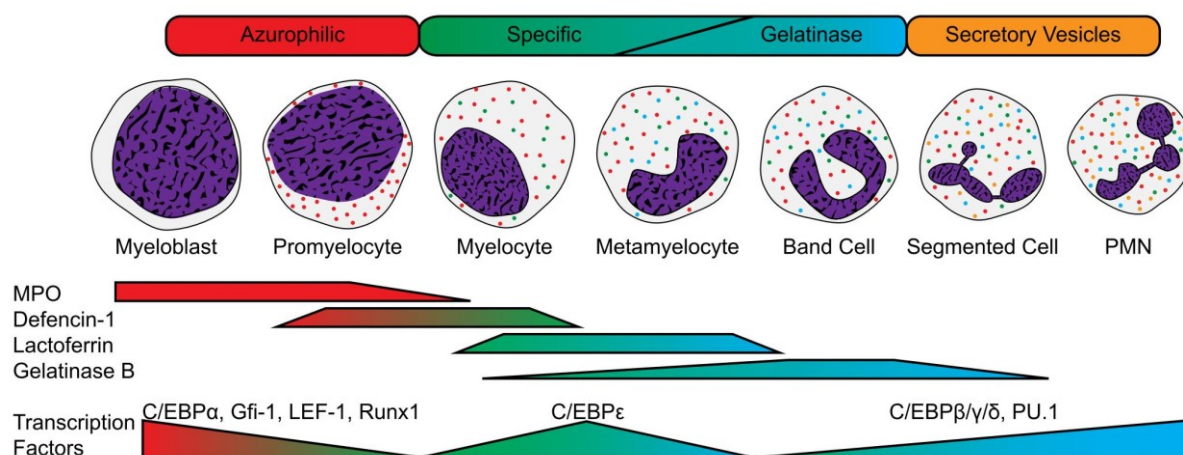 Azurophilic Specific Gelatinase Secretory Vesicles
Myeloblast Promyelocyte Myelocyte Metamyelocyte Band Cell Segmented Cell PMN
MPO
Defencin-1
Lactoferrin
Gelatinase B
C/EBPα, Gfi-1, LEF-1, Runx1 C/EBPε C/EBPβ/γ/δ, PU.1
Transcription
Factors